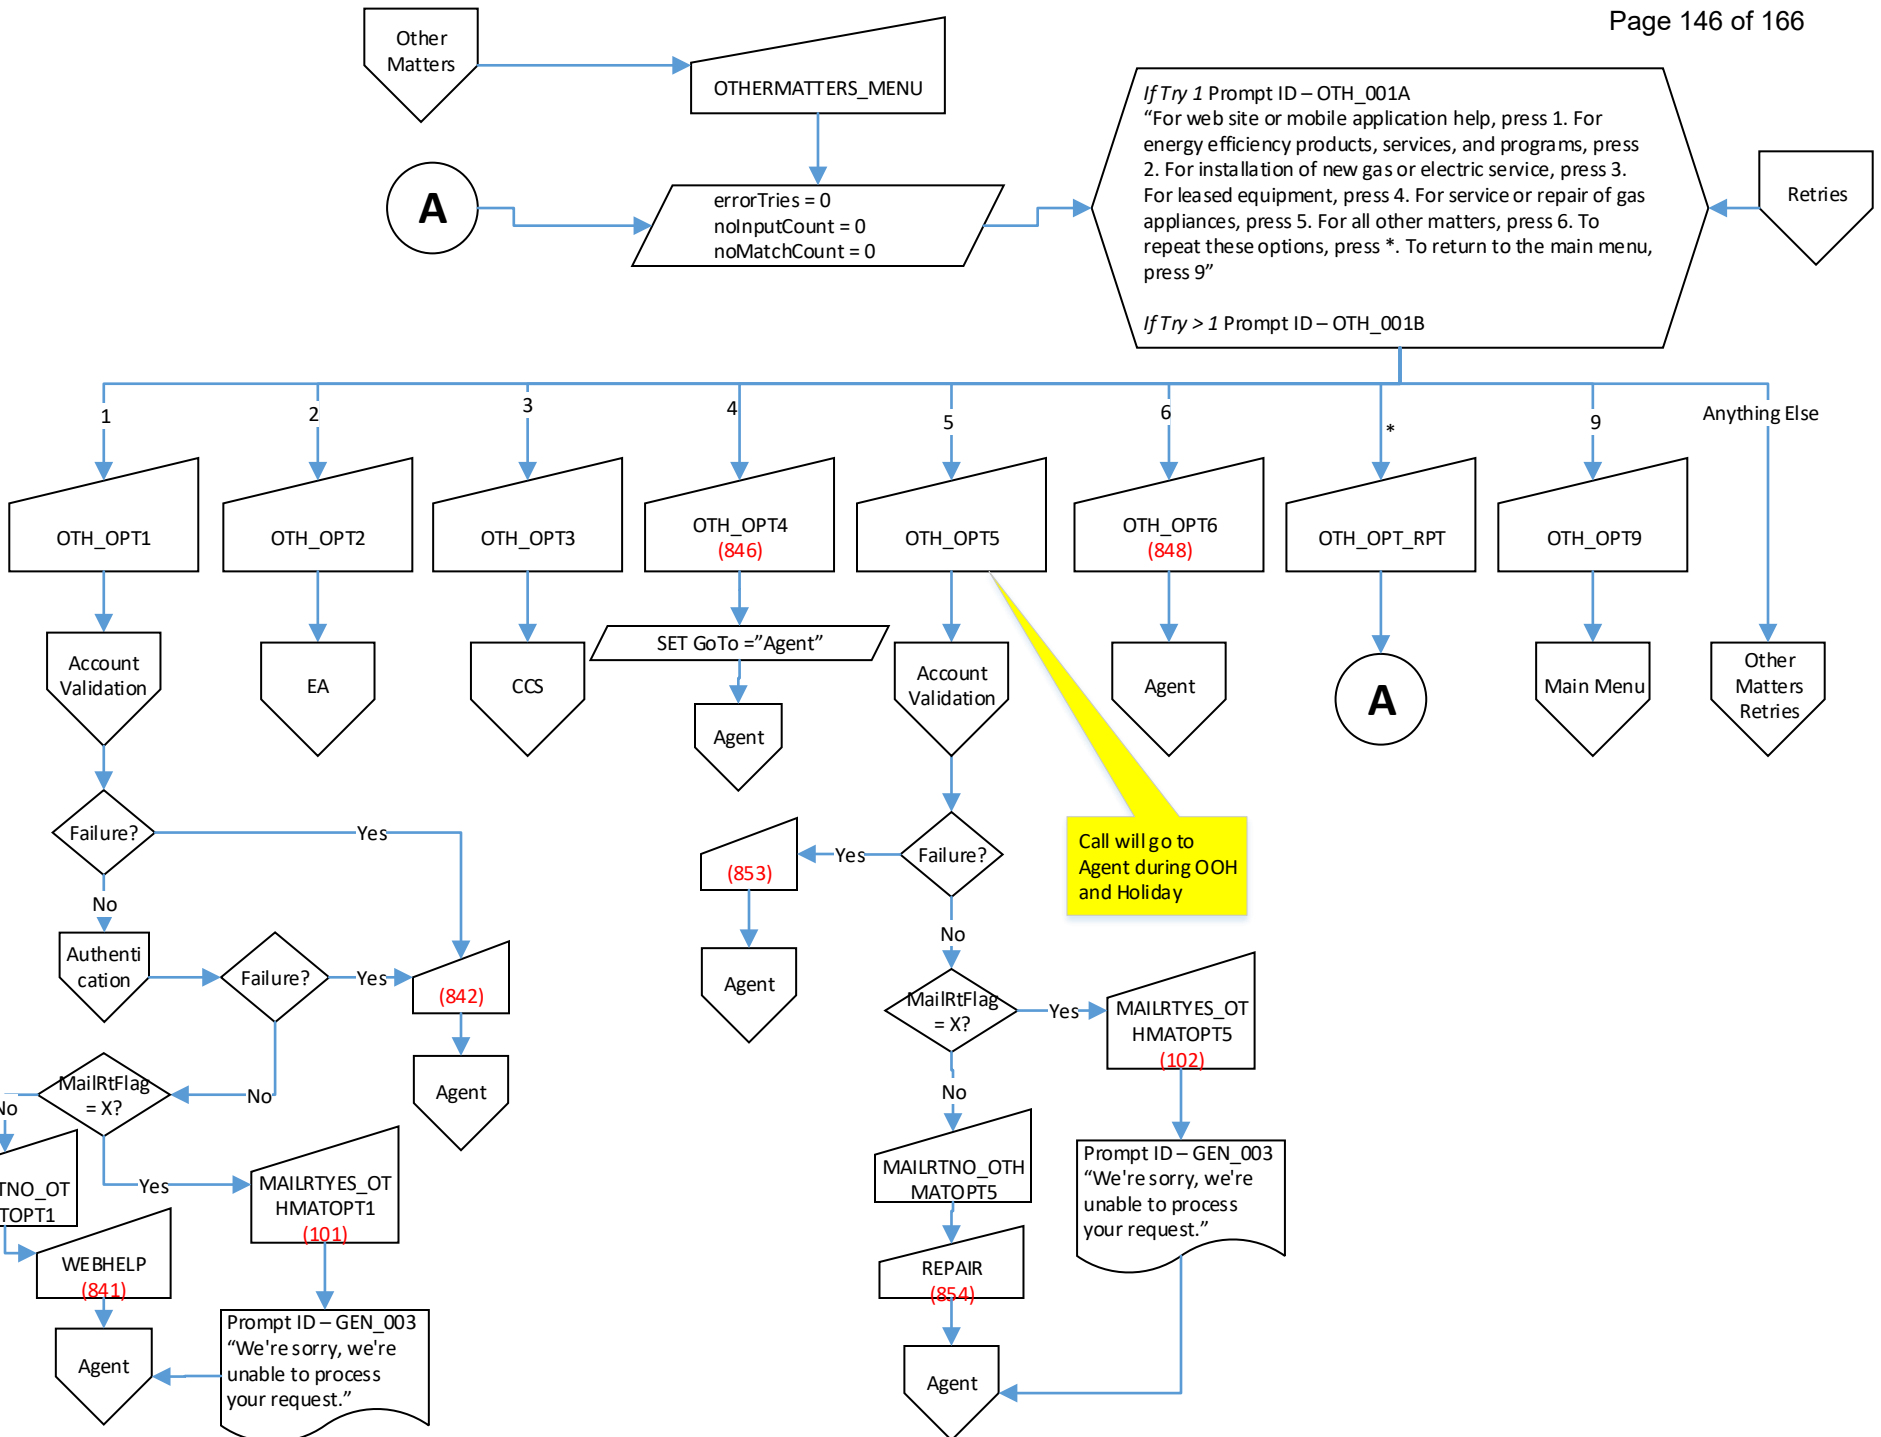 Page 146 of 166
Other
Matters
OTHERMATTERS_MENU
A
errorTries = 0
noInputCount = 0
noMatchCount = 0
If Try 1 Prompt ID – OTH_001A
“For web site or mobile application help, press 1. For
energy efficiency products, services, and programs, press
2. For installation of new gas or electric service, press 3.
For leased equipment, press 4. For service or repair of gas
appliances, press 5. For all other matters, press 6. To
repeat these options, press *. To return to the main menu,
press 9”
If Try > 1 Prompt ID – OTH_001B
Retries
1
2
3
4
5
6
*
9
Anything Else
OTH_OPT1
OTH_OPT2
OTH_OPT3
OTH_OPT4
(846)
OTH_OPT5
OTH_OPT6
(848)
OTH_OPT_RPT
OTH_OPT9
Account
Validation
EA
CCS
SET GoTo =”Agent”
Agent
Account
Validation
Agent
A
Main Menu
Other
Matters
Retries
Call will go to
Agent during OOH
and Holiday
Failure?
Yes
No
Authenti
cation
Failure?
Yes
(842)
Agent
No
MailRtFlag
= X?
No
TNO_OT
TOPT1
WEBHELP
(841)
Agent
Yes
MAILRTYES_OT
HMATOPT1
(101)
Prompt ID – GEN_003
“We're sorry, we're
unable to process
your request.”
Failure?
Yes
(853)
Agent
No
MailRtFlag
= X?
Yes
MAILRTYES_OT
HMATOPT5
(102)
Prompt ID – GEN_003
“We're sorry, we're
unable to process
your request.”
No
MAILRTNO_OTH
MATOPT5
REPAIR
(854)
Agent